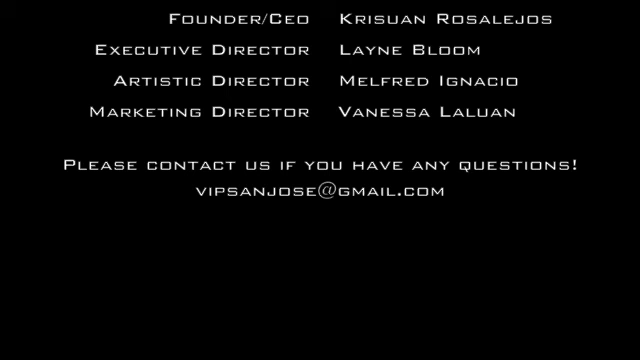 Founder/Ceo Krisuan Rosalejos
Executive Director Layne Bloom
Artistic Director Melfred Ignacio
Marketing Director Vanessa Laluan
Please contact us if you have any questions!
vipsanjose@gmail.com